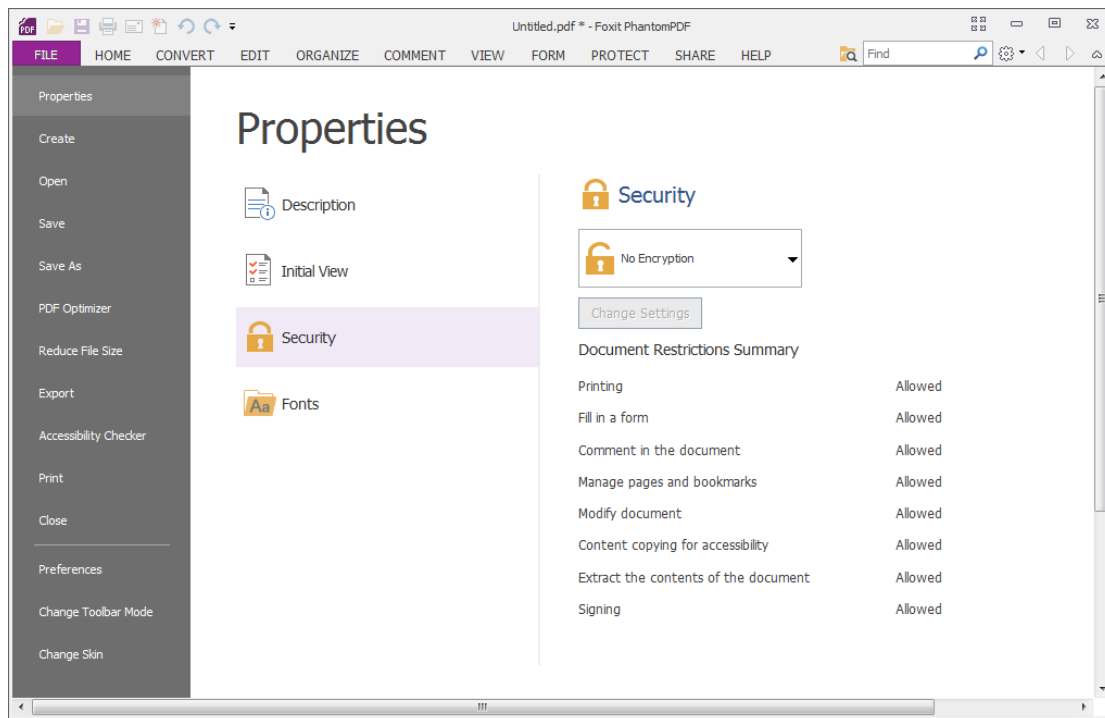 PDF
Untitled.pdf * - Foxit PhantomPDF
FILE HOME CONVERT EDIT ORGANIZE COMMENT VIEW FORM PROTECT SHARE HELP Find
Properties
Create
Open
Save
Save As
PDF Optimizer
Reduce File Size
Export
Accessibility Checker
Print
Close
Preferences
Change Toolbar Mode
Change Skin
Properties
Description
Initial View
Security
Aa Fonts
Security
No Encryption
Change Settings
Document Restrictions Summary
Printing Allowed
Fill in a form Allowed
Comment in the document Allowed
Manage pages and bookmarks Allowed
Modify document Allowed
Content copying for accessibility Allowed
Extract the contents of the document Allowed
Signing Allowed